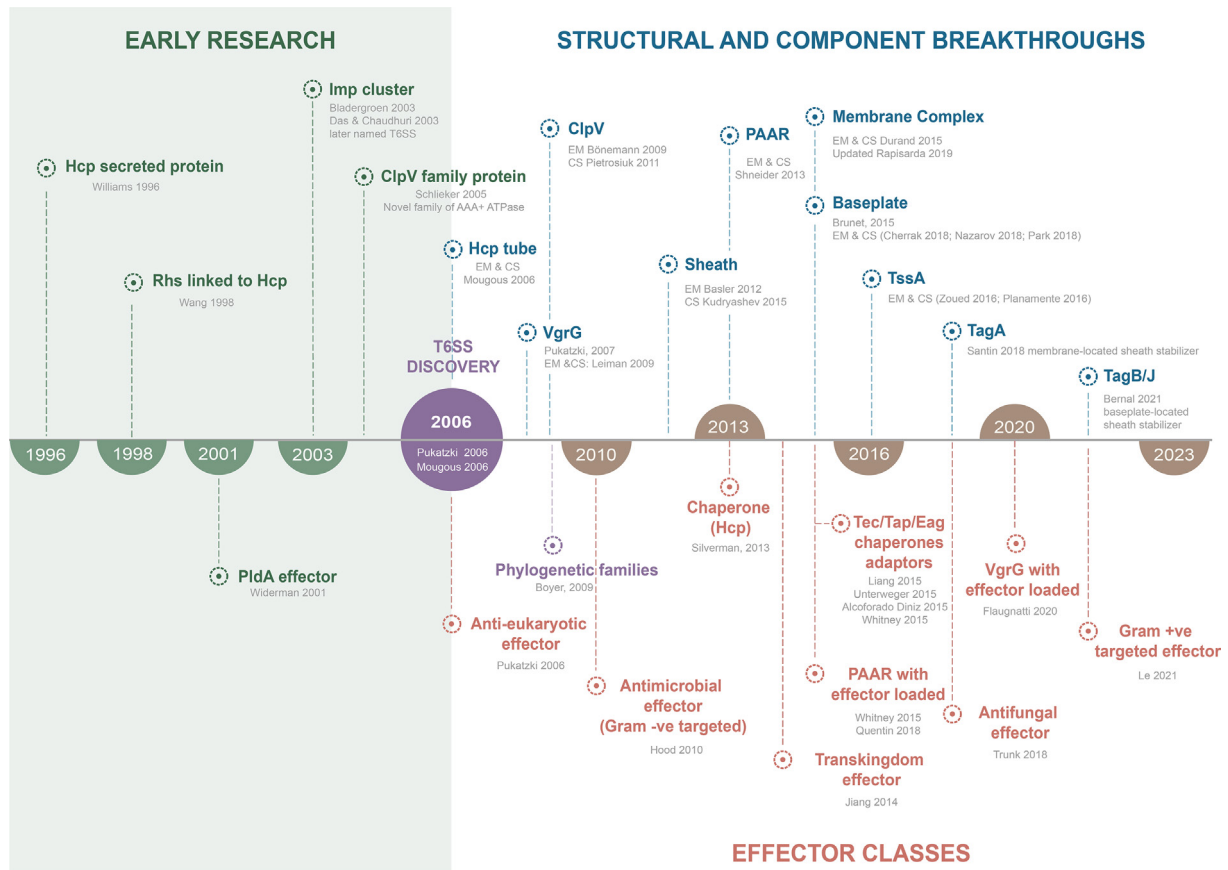 EARLY RESEARCH
STRUCTURAL AND COMPONENT BREAKTHROUGHS
Imp cluster
Bladergroen 2003
Das & Chaudhuri 2003
later named T6SS
Hcp secreted protein
Williams 1996
ClpV family protein
Schlieker 2005
Novel family of AAA+ ATPase
Rhs linked to Hcp
Wang 1998
Hcp tube
EM & CS
Mougous 2006
ClpV
EM Bönemann 2009
CS Pietrosiuk 2011
PAAR
EM & CS
Shneider 2013
Membrane Complex
EM & CS Durand 2015
Updated Rapisarda 2019
Baseplate
Brunet, 2015
EM & CS (Cherrak 2018; Nazarov 2018; Park 2018)
Sheath
EM Basler 2012
CS Kudryashev 2015
TssA
EM & CS (Zoued 2016; Planamente 2016)
VgrG
Pukatzki, 2007
EM &CS: Leiman 2009
TagA
Santin 2018 membrane-located sheath stabilizer
TagB/J
Bernal 2021
baseplate-located
sheath stabilizer
T6SS
DISCOVERY
1996
1998
2001
2003
2006
Pukatzki 2006
Mougous 2006
2010
2013
2016
2020
2023
PldA effector
Widerman 2001
Phylogenetic families
Boyer, 2009
Anti-eukaryotic
effector
Pukatzki 2006
Antimicrobial
effector
(Gram -ve targeted)
Hood 2010
Chaperone
(Hcp)
Silverman, 2013
Tec/Tap/Eag
chaperones
adaptors
Liang 2015
Unterweger 2015
Alcoforado Diniz 2015
Whitney 2015
PAAR with
effector loaded
Whitney 2015
Quentin 2018
Transkingdom
effector
Jiang 2014
VgrG with
effector loaded
Flaugnatti 2020
Antifungal
effector
Trunk 2018
Gram +ve
targeted effector
Le 2021
EFFECTOR CLASSES